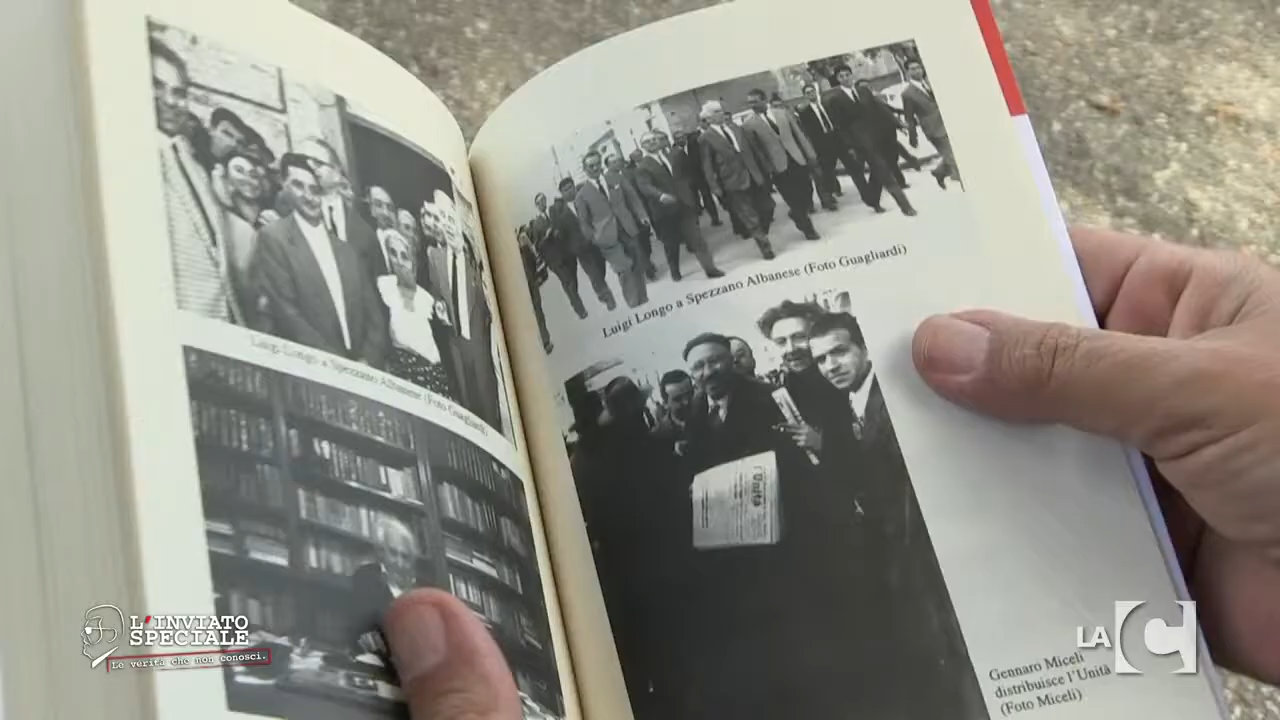 Luigi Longo a Spezzano Albanese (Foto Guagliardi)
Luigi Longo a Spezzano Albanese (Foto Guagliardi)
l'Unità
Gennaro Miceli
distribuisce l'Unità
(Foto Miceli)
L'INVIATO
SPECIALE
Le verità che non conosci.
LA C